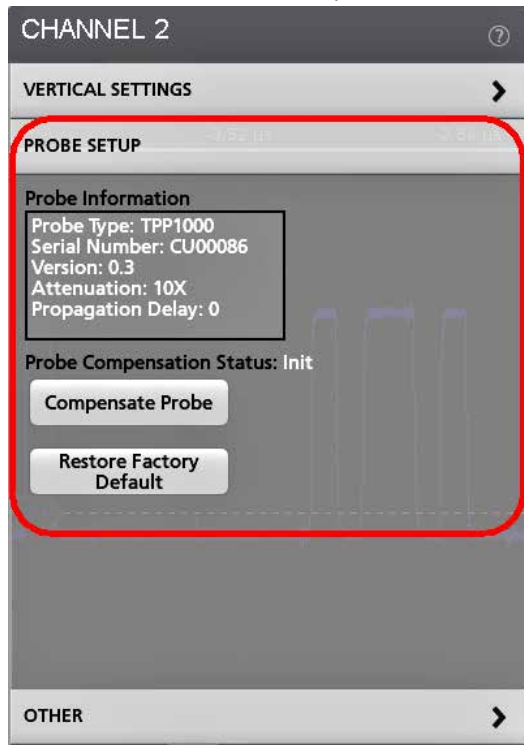 CHANNEL 2
?
VERTICAL SETTINGS
PROBE SETUP
Probe Information
Probe Type: TPP1000
Serial Number: CU00086
Version: 0.3
Attenuation: 10X
Propagation Delay: 0
Probe Compensation Status: Init
Compensate Probe
Restore Factory
Default
OTHER